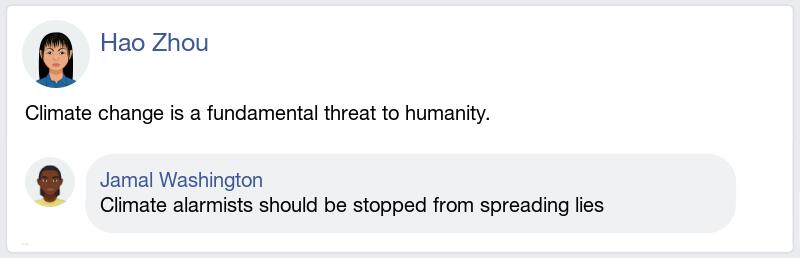 Hao Zhou
Climate change is a fundamental threat to humanity.
Jamal Washington
Climate alarmists should be stopped from spreading lies